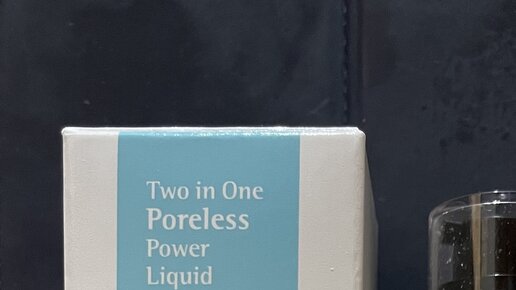 Two in One
Poreless
Power
Liquid